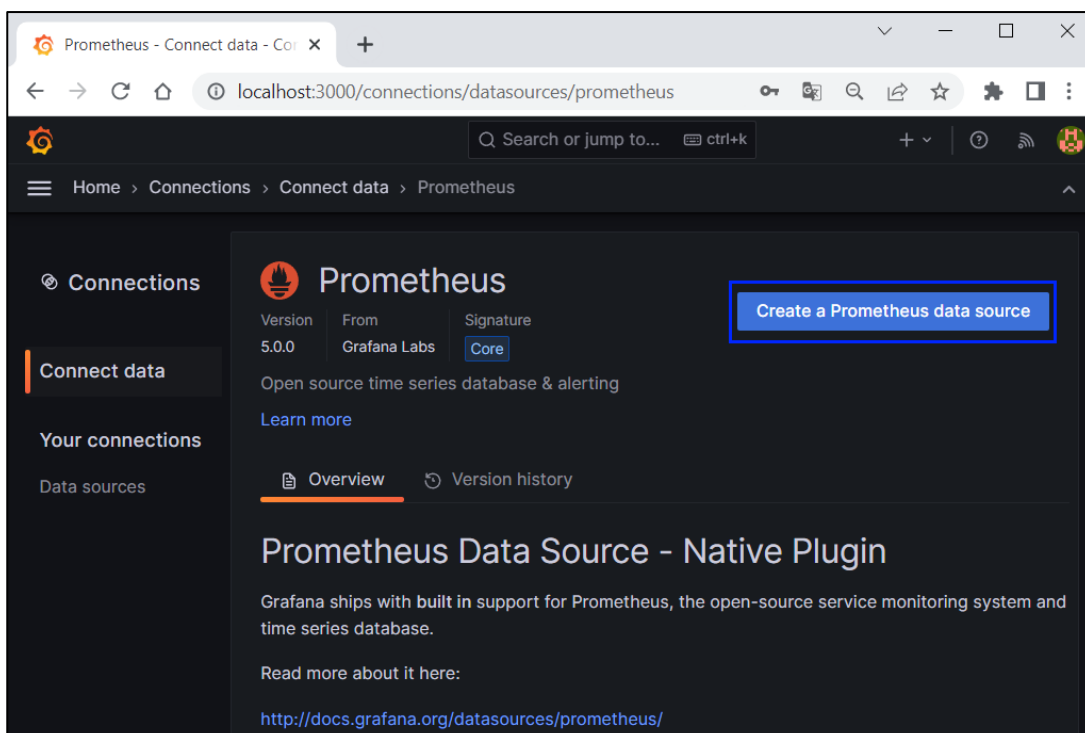 Prometheus - Connect data - Con
localhost:3000/connections/datasources/prometheus
Search or jump to... ctrl+k
Home › Connections › Connect data › Prometheus
Connections
Connect data
Your connections
Data sources
Prometheus
Create a Prometheus data source
Version From Signature
5.0.0 Grafana Labs Core
Open source time series database & alerting
Learn more
Overview Version history
Prometheus Data Source - Native Plugin
Grafana ships with built in support for Prometheus, the open-source service monitoring system and
time series database.
Read more about it here:
http://docs.grafana.org/datasources/prometheus/